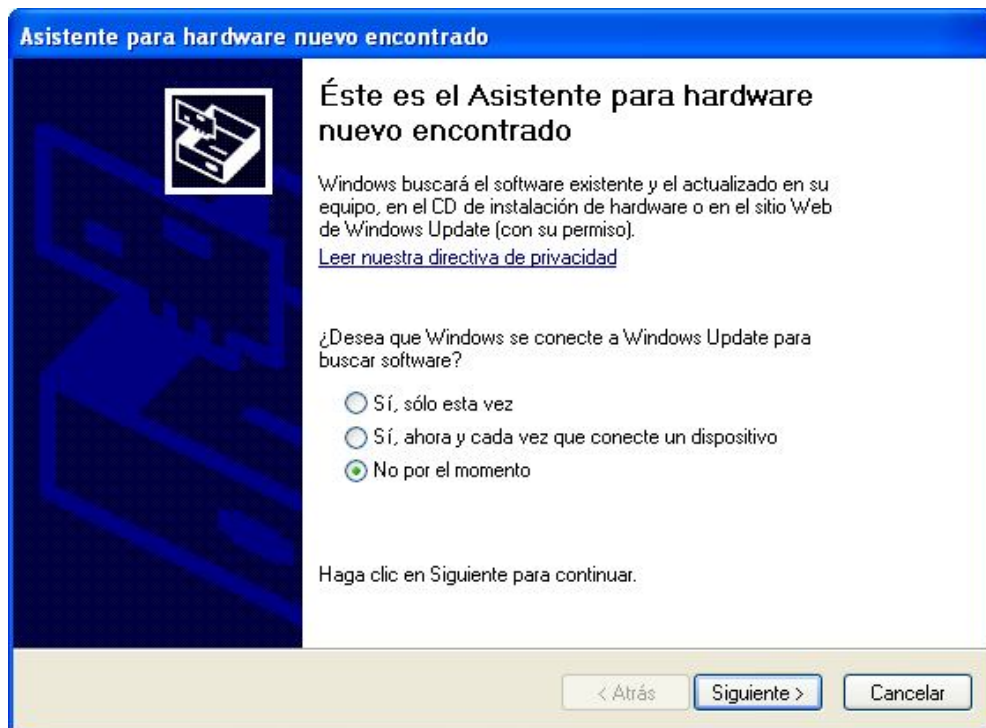 Asistente para hardware nuevo encontrado
Éste es el Asistente para hardware
nuevo encontrado
Windows buscará el software existente y el actualizado en su
equipo, en el CD de instalación de hardware o en el sitio Web
de Windows Update (con su permiso).
Leer nuestra directiva de privacidad
¿Desea que Windows se conecte a Windows Update para
buscar software?
Sí, sólo esta vez
Sí, ahora y cada vez que conecte un dispositivo
No por el momento
Haga clic en Siguiente para continuar.
< Atrás Siguiente > Cancelar